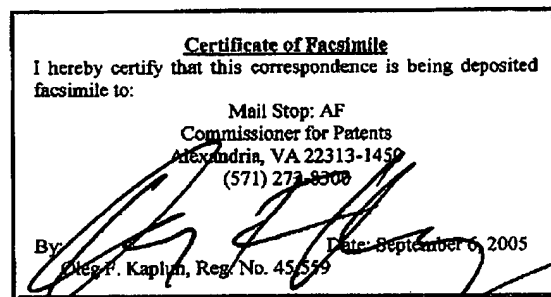 Certificate of Facsimile
I hereby certify that this correspondence is being deposited
facsimile to:
Mail Stop: AF
Commissioner for Patents
Alexandria, VA 22313-1450
(571) 273-8300
By: Date: September 6, 2005
Oleg F. Kaplun, Reg. No. 45,559